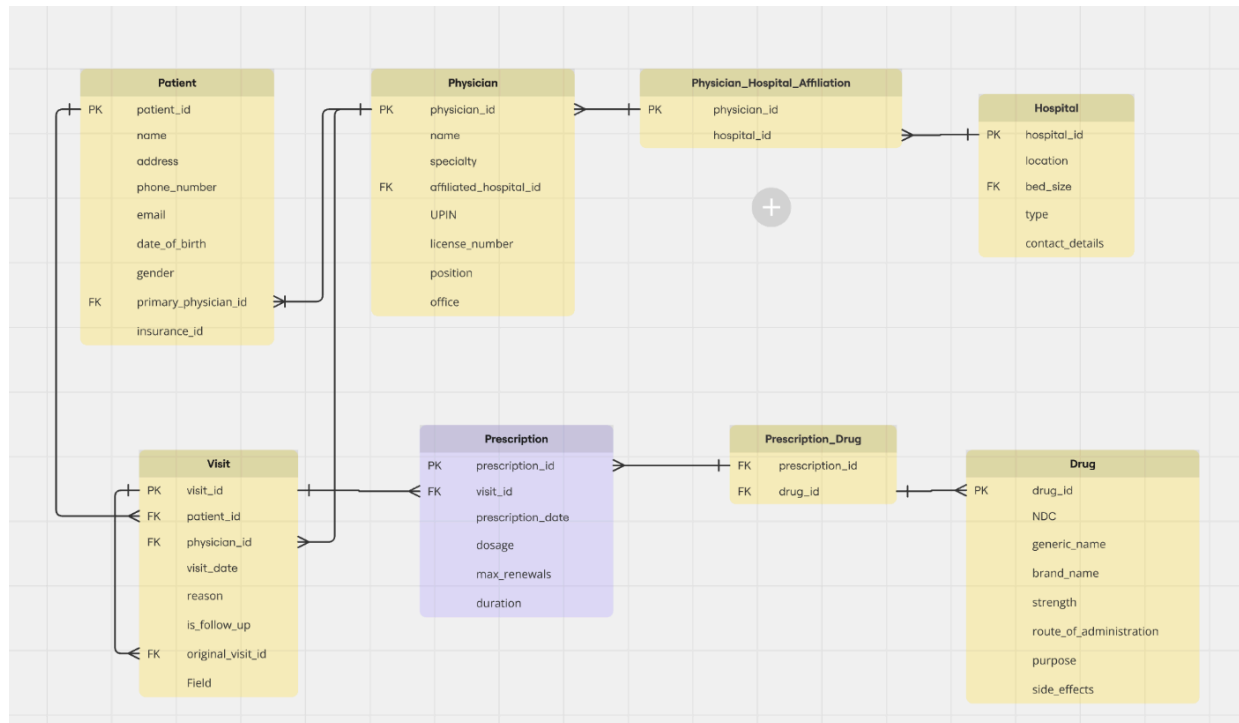 Patient
PK patient_id
name
address
phone_number
email
date_of_birth
gender
FK primary_physician_id
insurance_id
Physician
PK physician_id
name
specialty
FK affiliated_hospital_id
UPIN
license_number
position
office
Physician_Hospital_Affiliation
PK physician_id
hospital_id
Hospital
PK hospital_id
location
FK bed_size
type
contact_details
Visit
PK visit_id
FK patient_id
FK physician_id
visit_date
reason
is_follow_up
FK original_visit_id
Field
Prescription
PK prescription_id
FK visit_id
prescription_date
dosage
max_renewals
duration
Prescription_Drug
FK prescription_id
FK drug_id
Drug
PK drug_id
NDC
generic_name
brand_name
strength
route_of_administration
purpose
side_effects